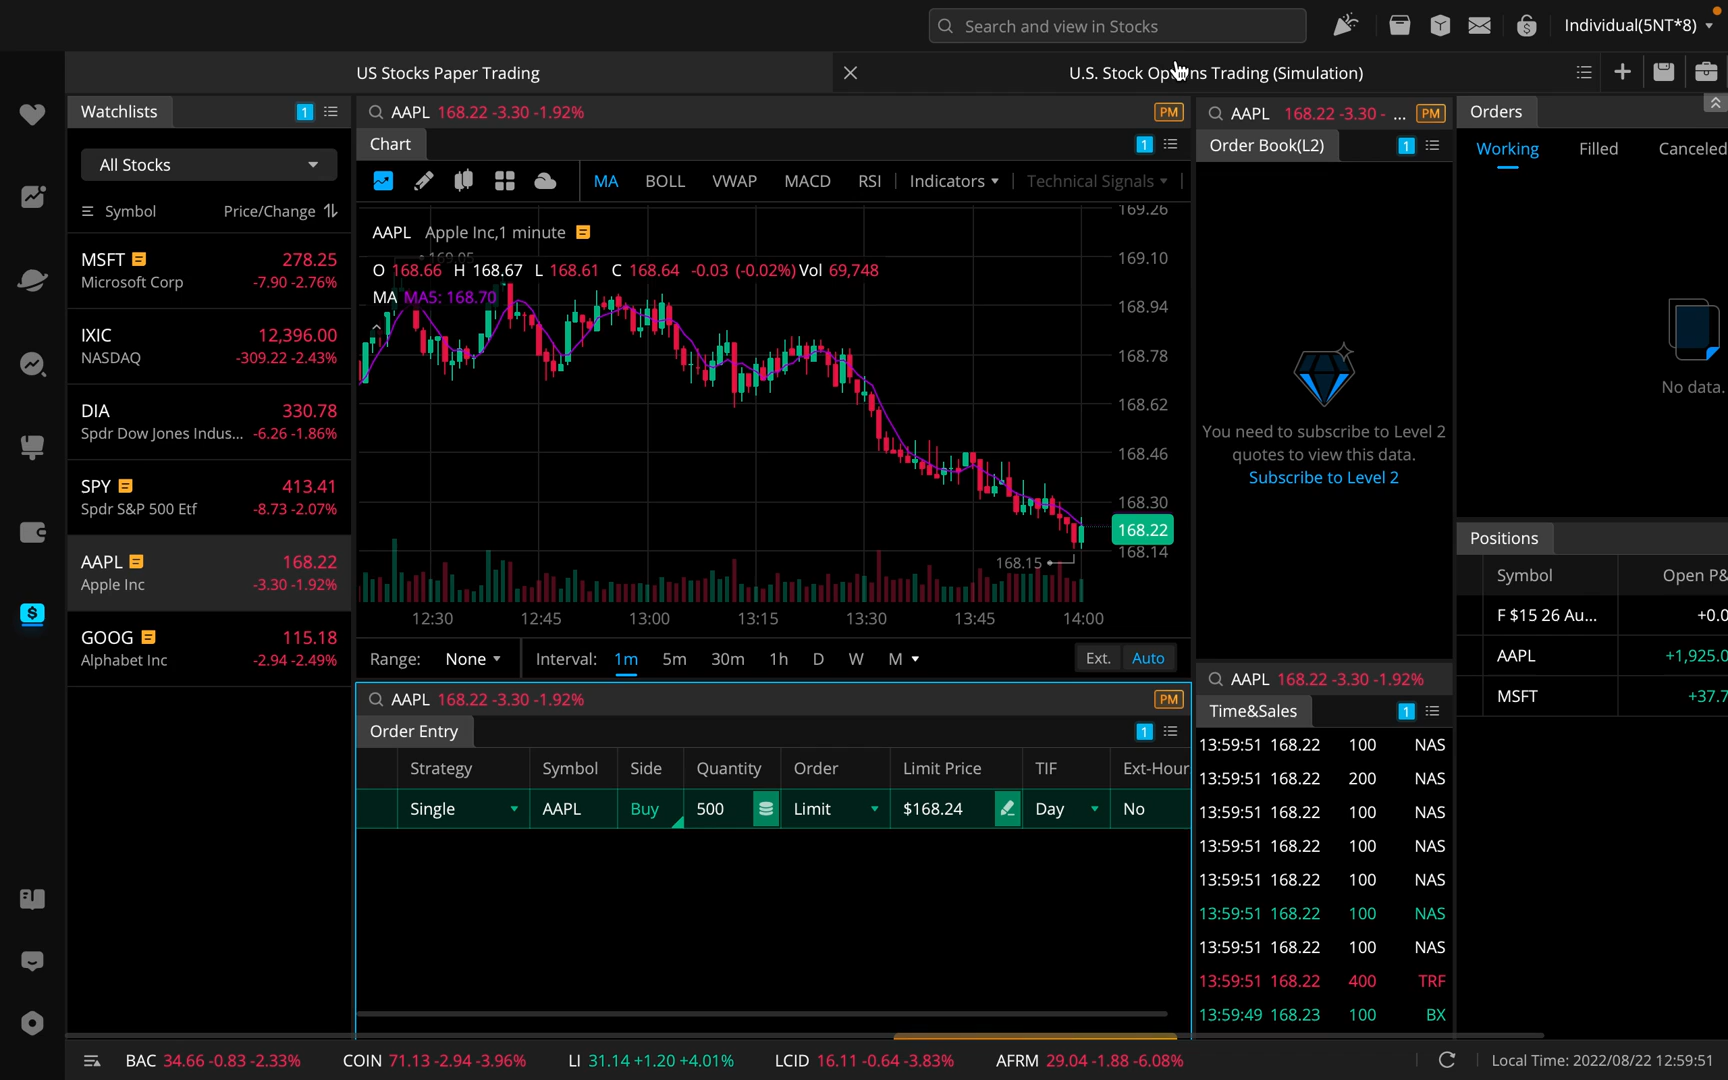 Search and view in Stocks
Individual(5NT*8)
US Stocks Paper Trading
U.S. Stock Options Trading (Simulation)
Watchlists 1
All Stocks
Symbol Price/Change
MSFT 278.25
Microsoft Corp -7.90 -2.76%
IXIC 12,396.00
NASDAQ -309.22 -2.43%
DIA 330.78
Spdr Dow Jones Indus... -6.26 -1.86%
SPY 413.41
Spdr S&P 500 Etf -8.73 -2.07%
AAPL 168.22
Apple Inc -3.30 -1.92%
GOOG 115.18
Alphabet Inc -2.94 -2.49%
AAPL 168.22 -3.30 -1.92% PM
Chart 1
MA BOLL VWAP MACD RSI Indicators Technical Signals
AAPL Apple Inc,1 minute
169.05
O 168.66 H 168.67 L 168.61 C 168.64 -0.03 (-0.02%) Vol 69,748
MA MA5: 168.70
169.26
169.10
168.94
168.78
168.62
168.46
168.30
168.22
168.14
168.15
12:30 12:45 13:00 13:15 13:30 13:45 14:00
Range: None Interval: 1m 5m 30m 1h D W M Ext. Auto
AAPL 168.22 -3.30 -1.92% PM
Order Entry 1
Strategy Symbol Side Quantity Order Limit Price TIF Ext-Hour
Single AAPL Buy 500 Limit $168.24 Day No
AAPL 168.22 -3.30 - ... PM
Order Book(L2) 1
You need to subscribe to Level 2
quotes to view this data.
Subscribe to Level 2
AAPL 168.22 -3.30 -1.92%
Time&Sales 1
13:59:51 168.22 100 NAS
13:59:51 168.22 200 NAS
13:59:51 168.22 100 NAS
13:59:51 168.22 100 NAS
13:59:51 168.22 100 NAS
13:59:51 168.22 100 NAS
13:59:51 168.22 100 NAS
13:59:51 168.22 400 TRF
13:59:49 168.23 100 BX
Orders
Working Filled Canceled
No data.
Positions
Symbol Open P&
F $15 26 Au... +0.0
AAPL +1,925.0
MSFT +37.7
BAC 34.66 -0.83 -2.33% COIN 71.13 -2.94 -3.96% LI 31.14 +1.20 +4.01% LCID 16.11 -0.64 -3.83% AFRM 29.04 -1.88 -6.08%
Local Time: 2022/08/22 12:59:51